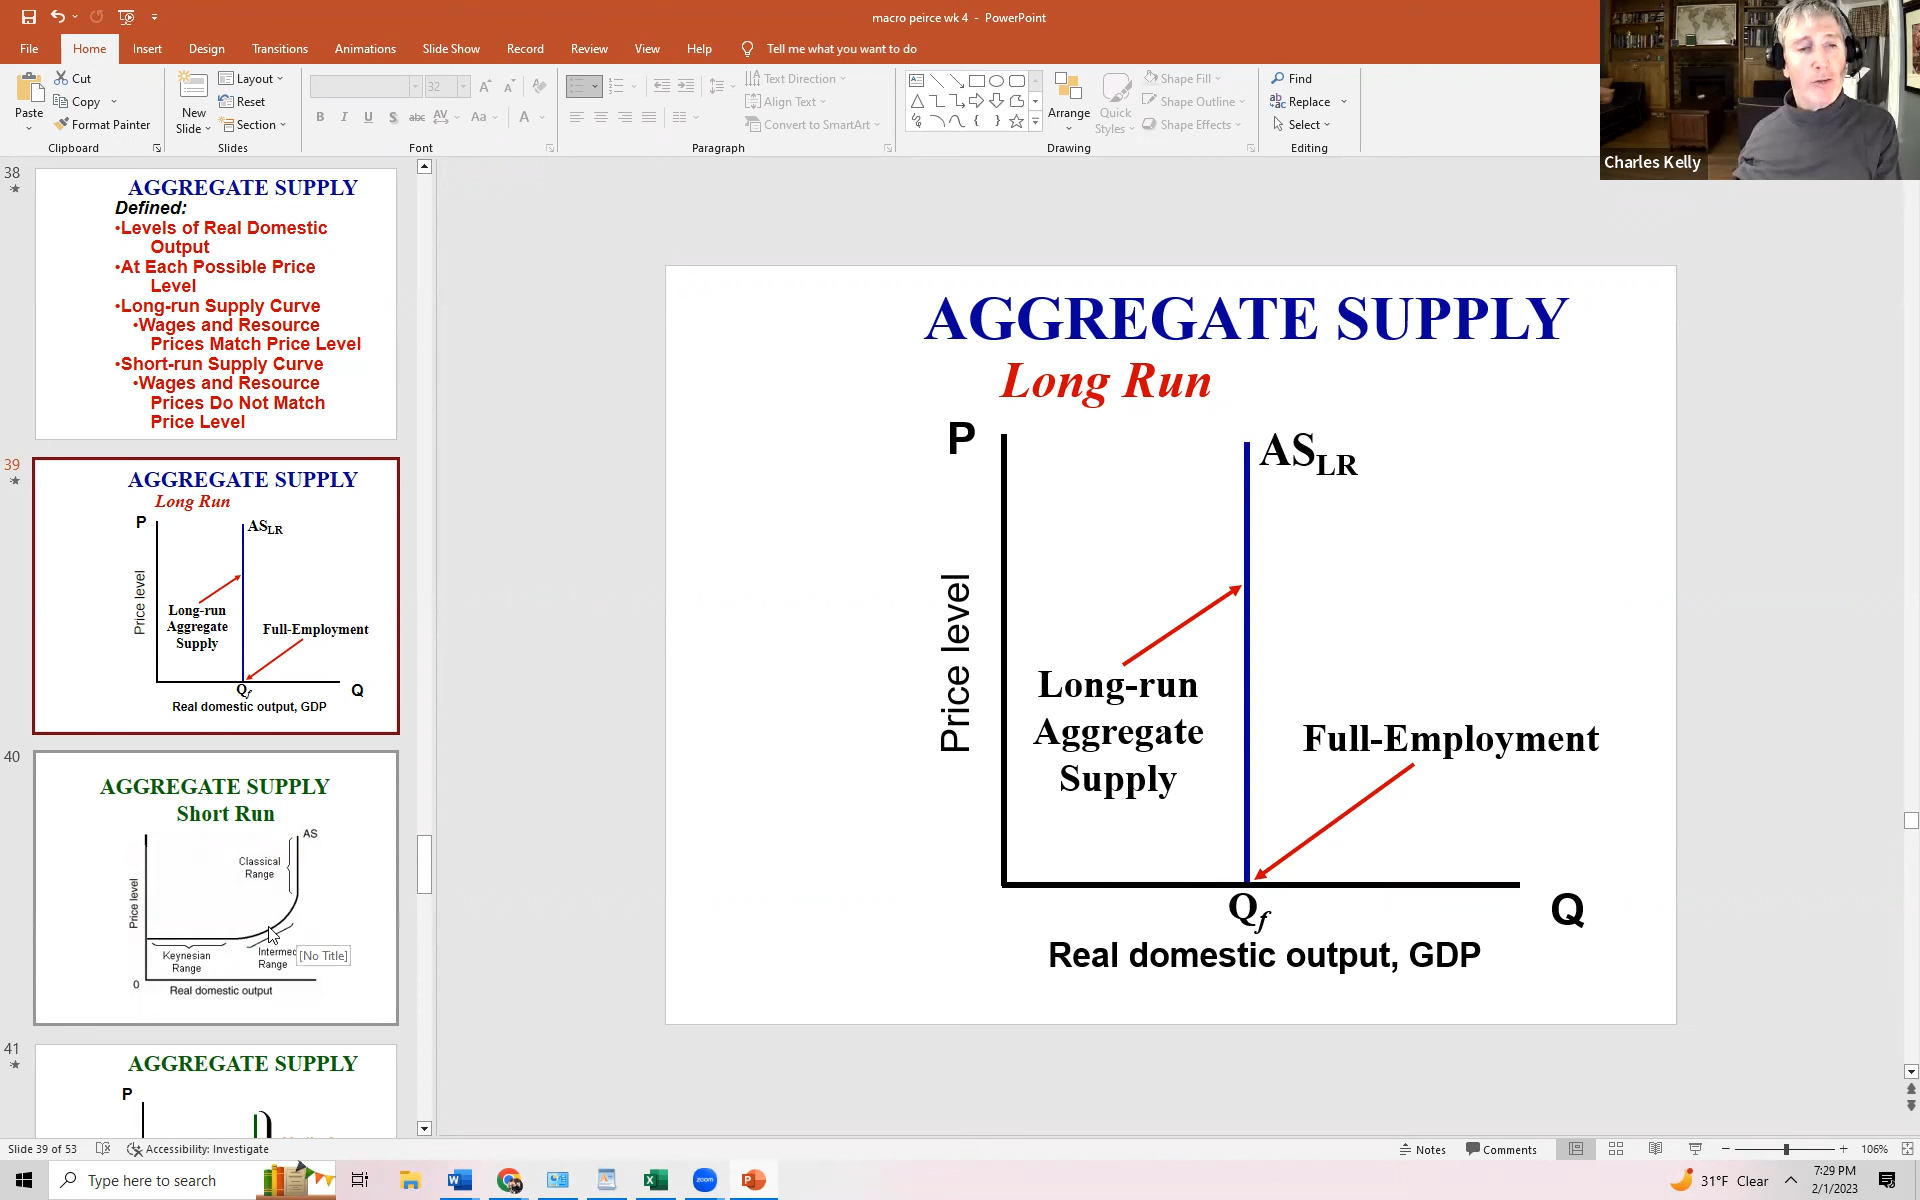 macro peirce wk 4 - PowerPoint
File Home Insert Design Transitions Animations Slide Show Record Review View Help Tell me what you want to do
Paste
Cut
Copy
Format Painter
Clipboard
New
Slide
Layout
Reset
Section
Slides
32
B I U S abc AV Aa A
Font
Text Direction
Align Text
Convert to SmartArt
Paragraph
Arrange
Quick
Styles
Shape Fill
Shape Outline
Shape Effects
Drawing
Find
Replace
Select
Editing
Charles Kelly
38
AGGREGATE SUPPLY
Defined:
•Levels of Real Domestic
Output
•At Each Possible Price
Level
•Long-run Supply Curve
•Wages and Resource
Prices Match Price Level
•Short-run Supply Curve
•Wages and Resource
Prices Do Not Match
Price Level
39
AGGREGATE SUPPLY
Long Run
P
ASLR
Price level
Long-run
Aggregate
Supply
Full-Employment
Qf
Q
Real domestic output, GDP
40
AGGREGATE SUPPLY
Short Run
AS
Classical
Range
Price level
Keynesian
Range
Intermed
Range
[No Title]
0
Real domestic output
41
AGGREGATE SUPPLY
P
AGGREGATE SUPPLY
Long Run
P
ASLR
Price level
Long-run
Aggregate
Supply
Full-Employment
Qf
Q
Real domestic output, GDP
Slide 39 of 53
Accessibility: Investigate
Notes
Comments
106%
Type here to search
zoom
31°F Clear
7:29 PM
2/1/2023